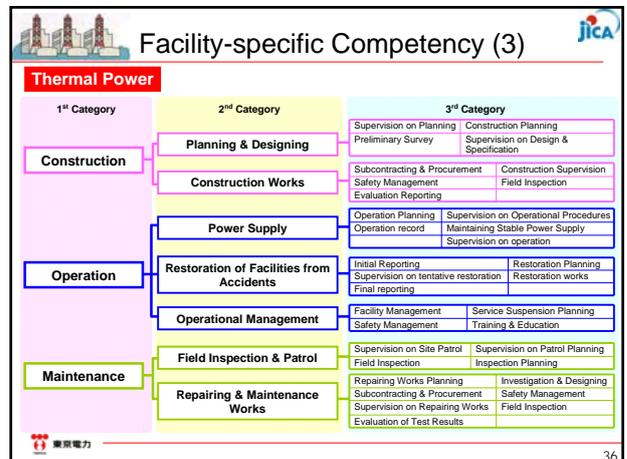 Facility-specific Competency (3)
jICA
Thermal Power
1st Category
2nd Category
3rd Category
Construction
Planning & Designing
Supervision on Planning
Construction Planning
Preliminary Survey
Supervision on Design &
Specification
Construction Works
Subcontracting & Procurement
Construction Supervision
Safety Management
Field Inspection
Evaluation Reporting
Operation
Power Supply
Operation Planning
Supervision on Operational Procedures
Operation record
Maintaining Stable Power Supply
Supervision on operation
Restoration of Facilities from
Accidents
Initial Reporting
Restoration Planning
Supervision on tentative restoration
Restoration works
Final reporting
Operational Management
Facility Management
Service Suspension Planning
Safety Management
Training & Education
Maintenance
Field Inspection & Patrol
Supervision on Site Patrol
Supervision on Patrol Planning
Field Inspection
Inspection Planning
Repairing & Maintenance
Works
Repairing Works Planning
Investigation & Designing
Subcontracting & Procurement
Safety Management
Supervision on Repairing Works
Field Inspection
Evaluation of Test Results
東京電力
36